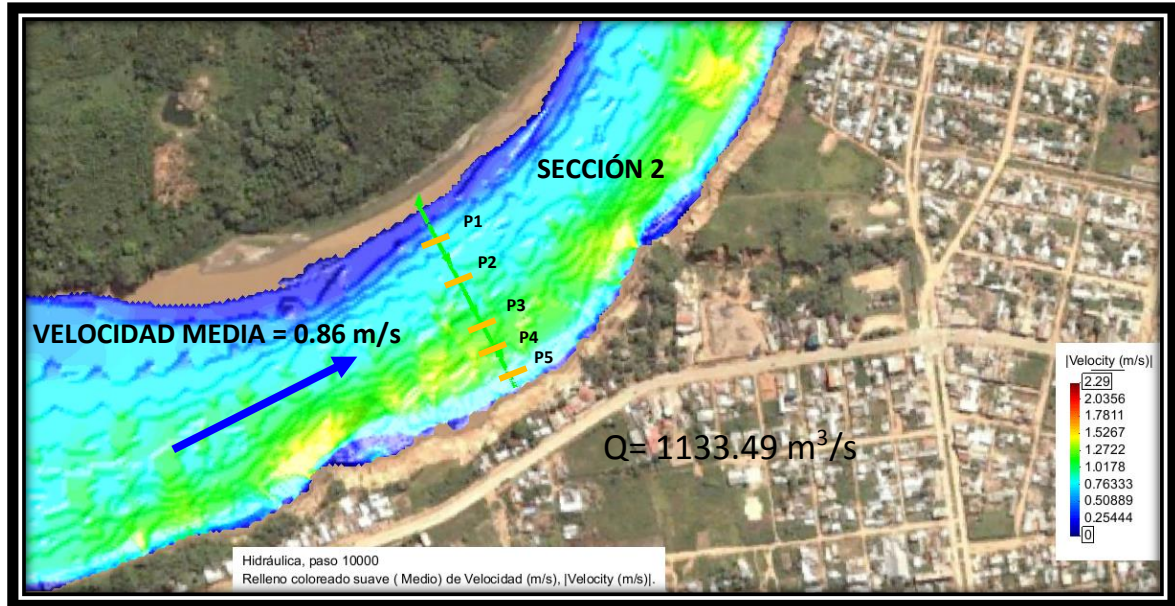 SECCIÓN 2
P1
P2
P3
P4
P5
VELOCIDAD MEDIA = 0.86 m/s
Q= 1133.49 m³/s
|Velocity (m/s)|
2.29
2.0356
1.7811
1.5267
1.2722
1.0178
0.76333
0.50889
0.25444
0
Hidráulica, paso 10000
Relleno coloreado suave ( Medio) de Velocidad (m/s), |Velocity (m/s)|.